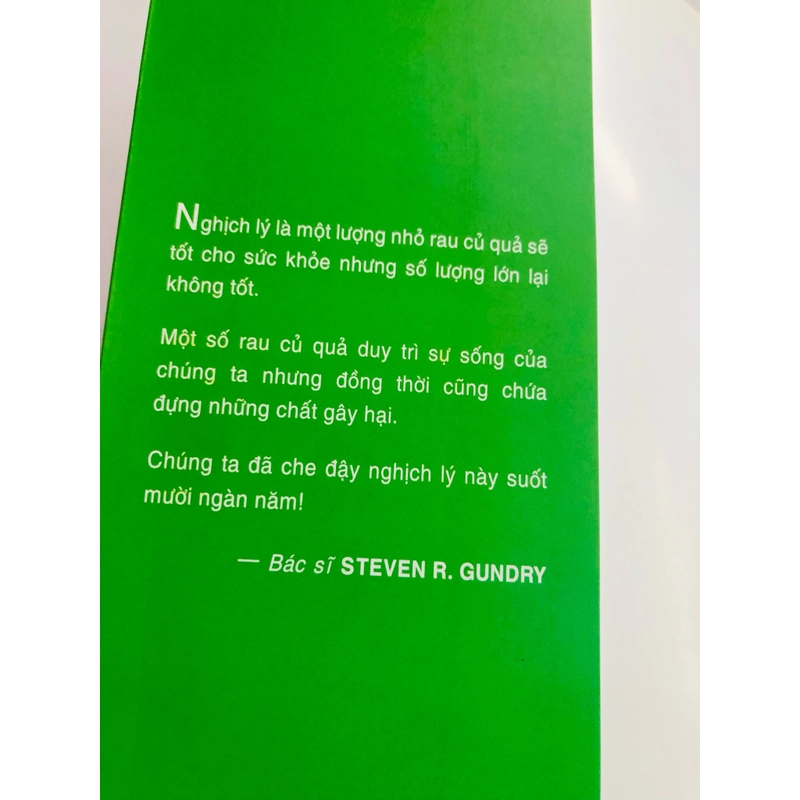 Nghịch lý là một lượng nhỏ rau củ quả sẽ
tốt cho sức khỏe nhưng số lượng lớn lại
không tốt.
Một số rau củ quả duy trì sự sống của
chúng ta nhưng đồng thời cũng chứa
đựng những chất gây hại.
Chúng ta đã che đậy nghịch lý này suốt
mười ngàn năm!
— Bác sĩ STEVEN R. GUNDRY